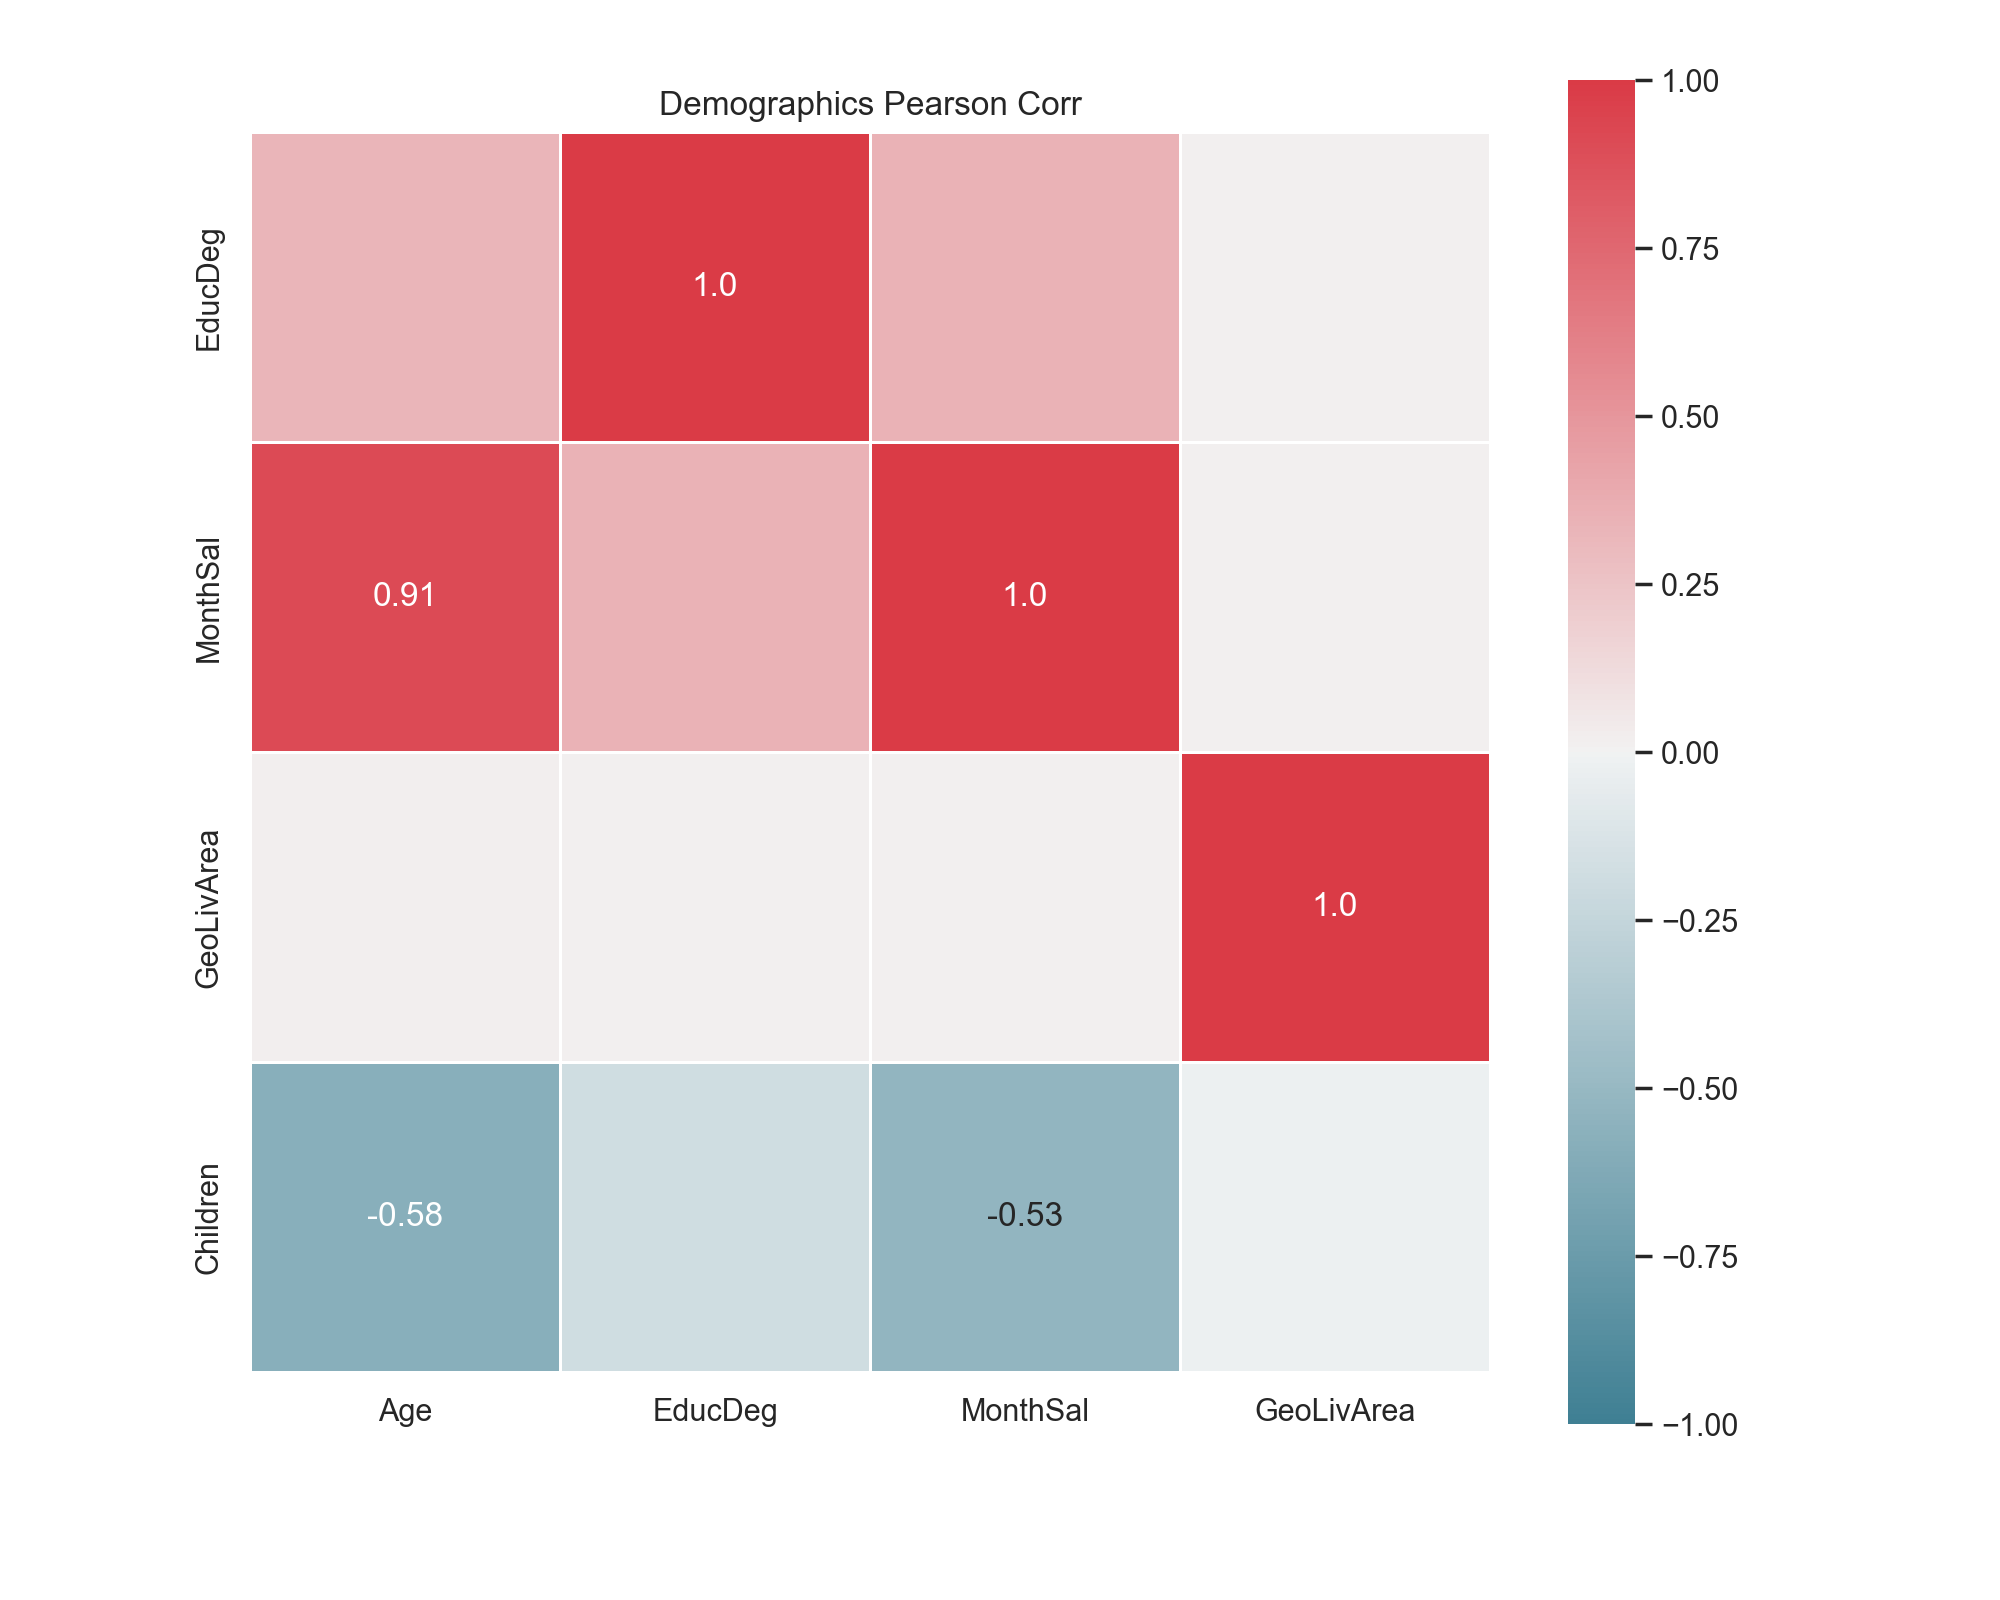 Demographics Pearson Corr
EducDeg
1.0
MonthSal
0.91
1.0
GeoLivArea
1.0
Children
-0.58
-0.53
Age
EducDeg
MonthSal
GeoLivArea
1.00
0.75
0.50
0.25
0.00
−0.25
−0.50
−0.75
−1.00